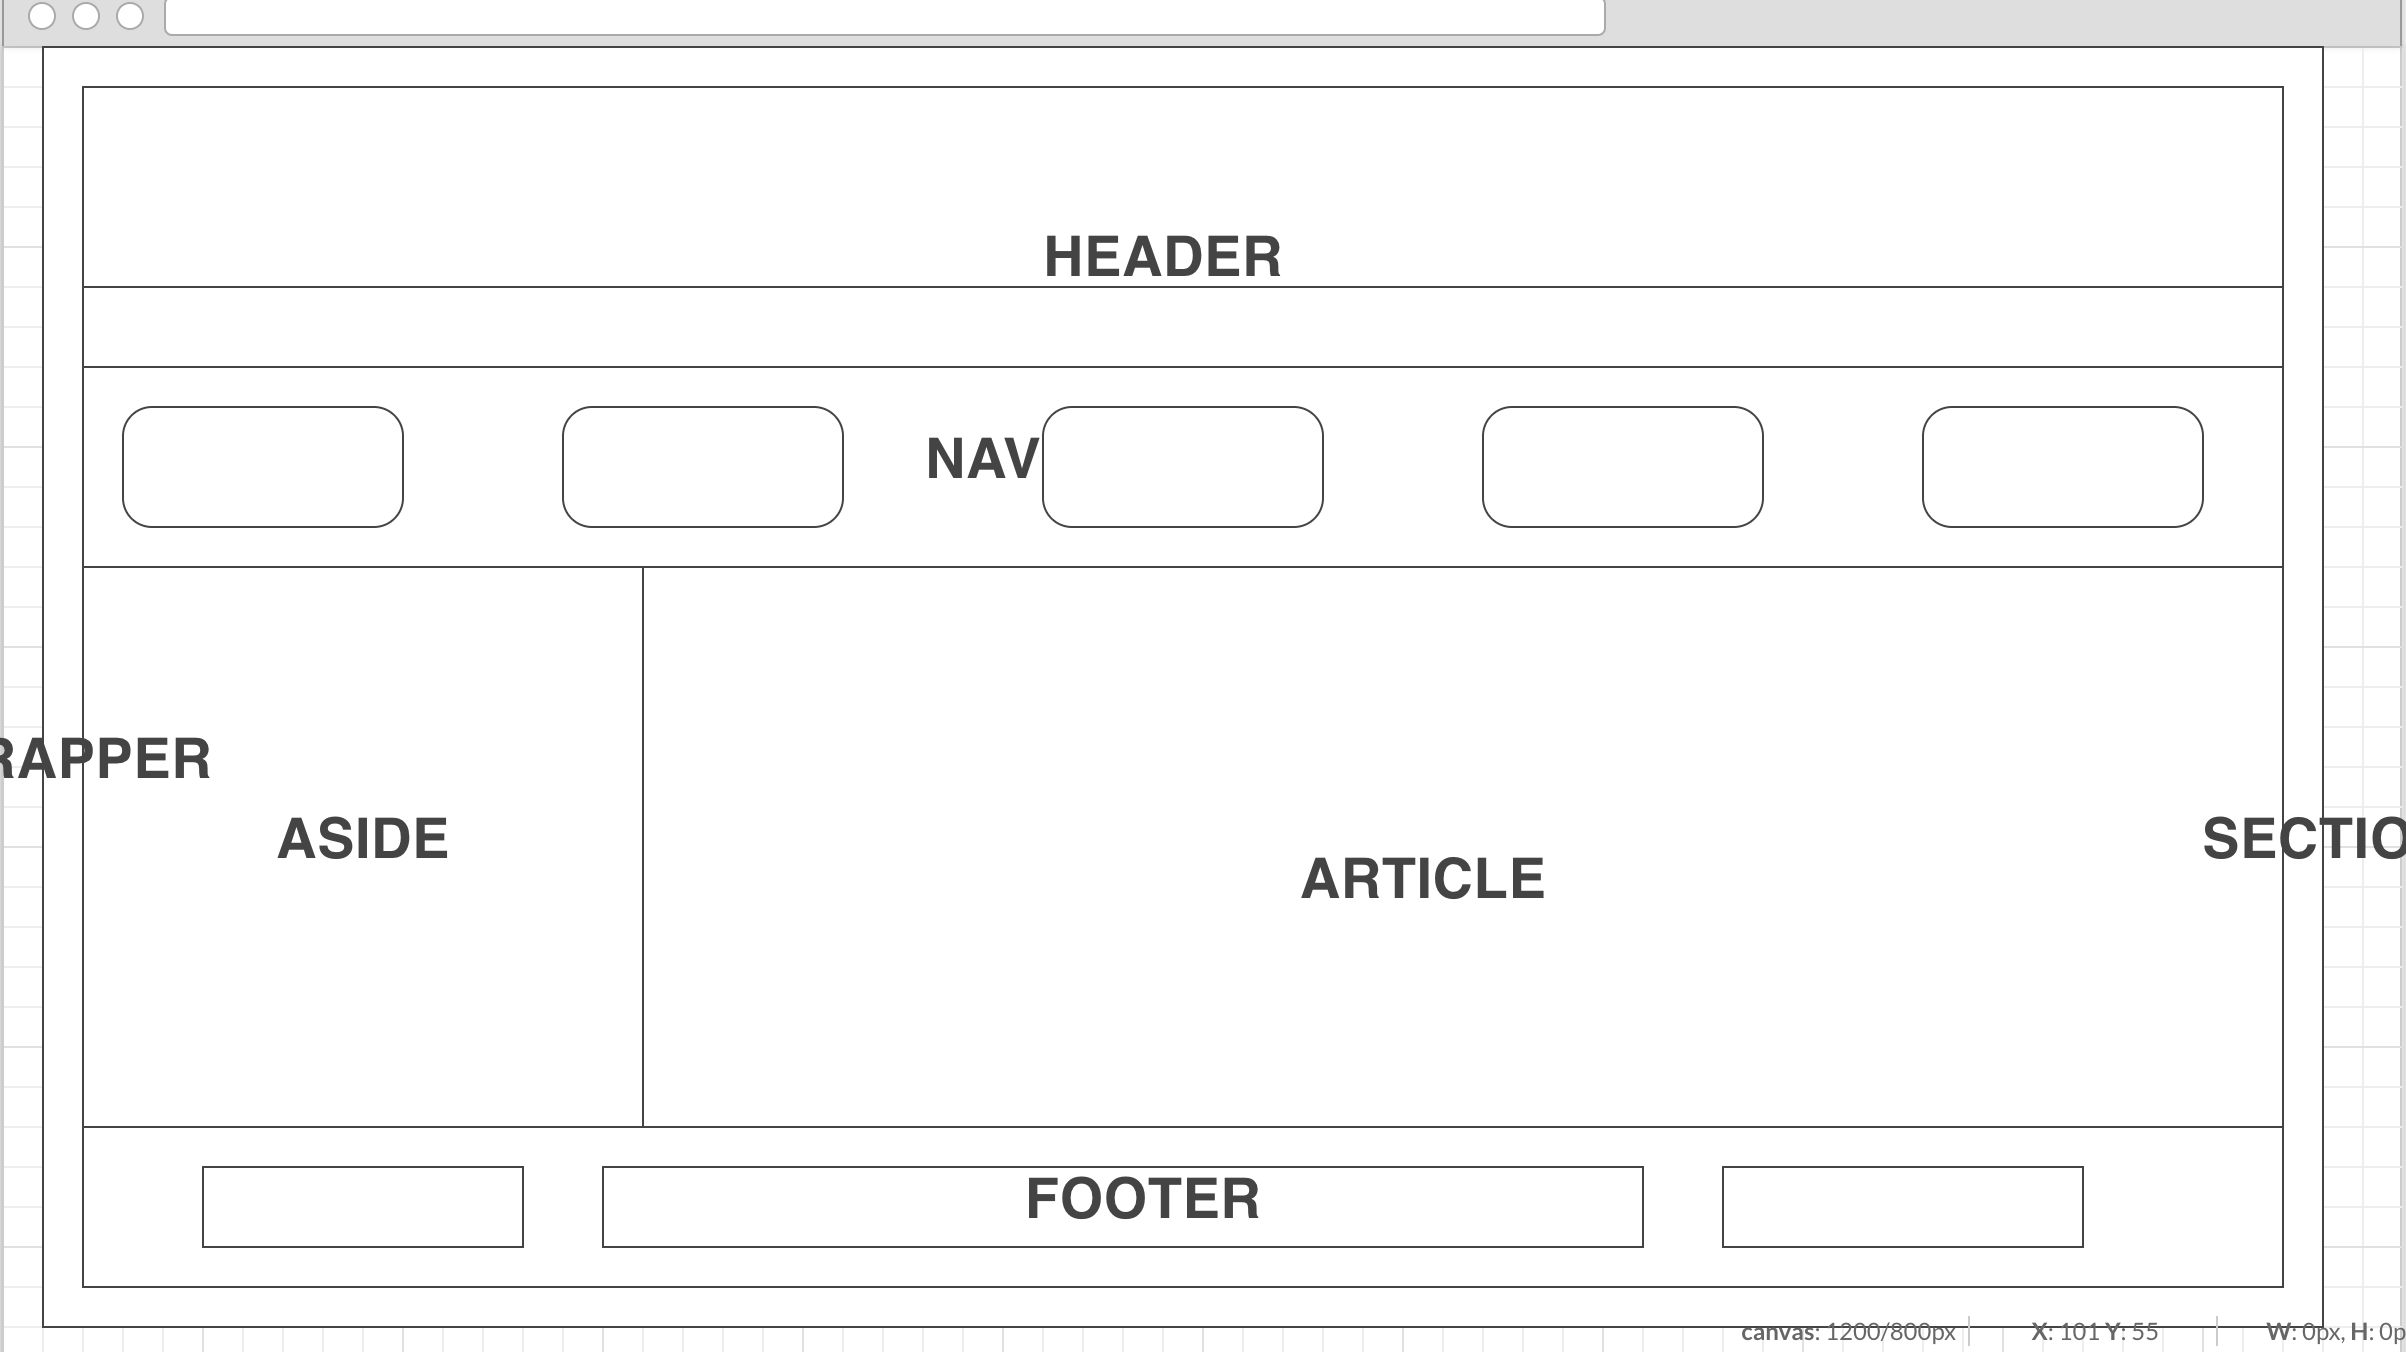 HEADER
NAV
RAPPER
ASIDE
SECTIO
ARTICLE
FOOTER
canvas: 1200/800px X: 101 Y: 55 W: 0px, H: 0p